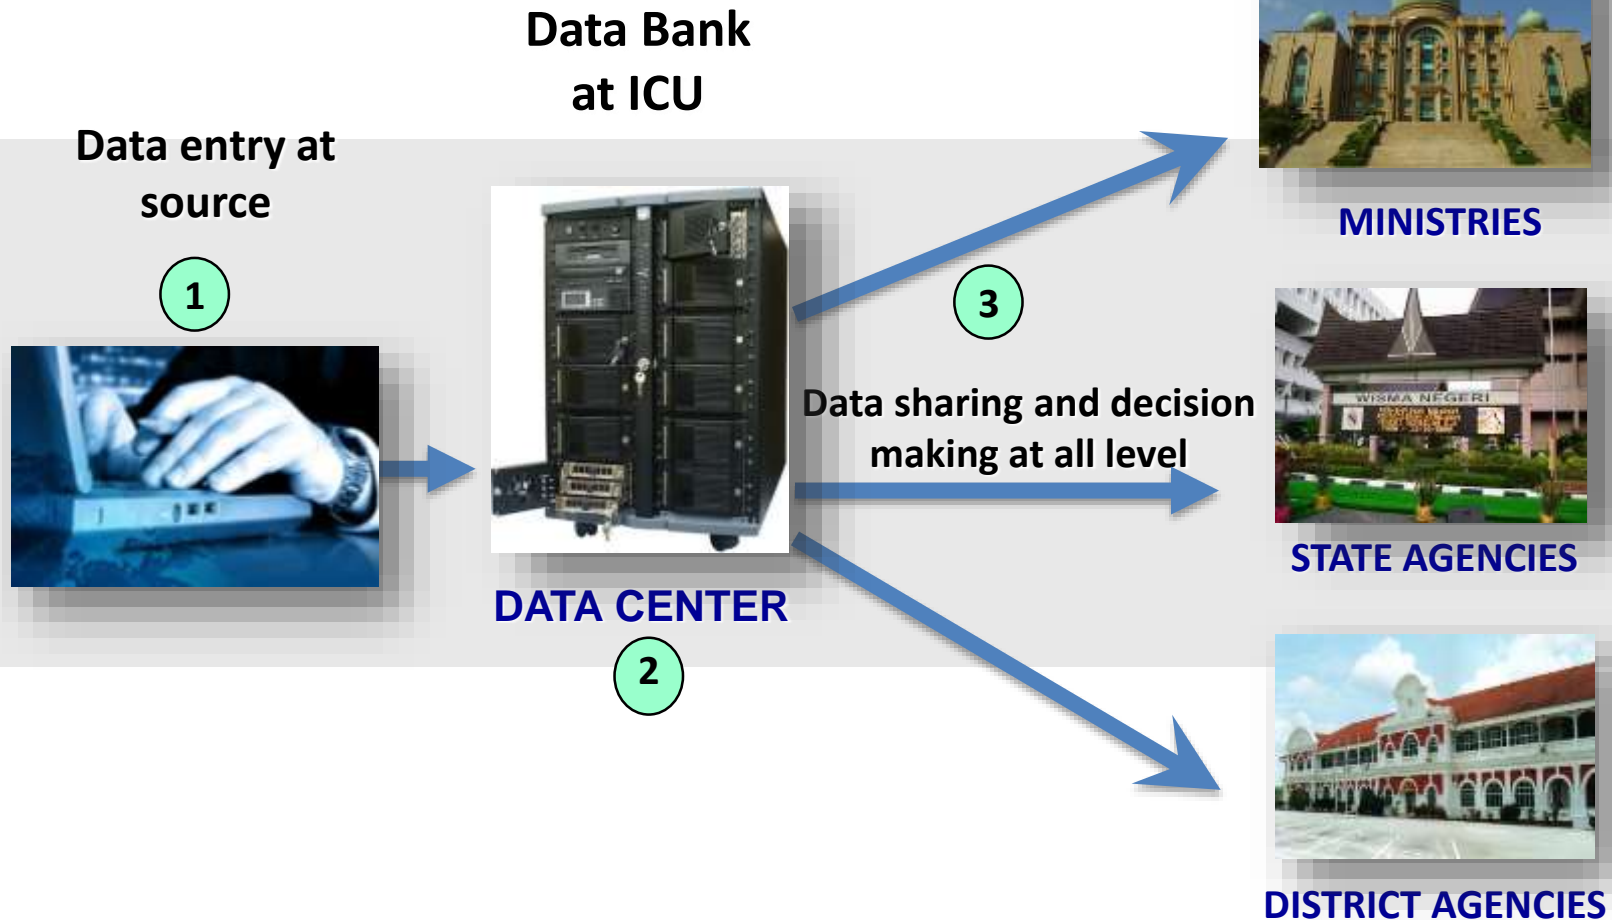 Data Bank
at ICU
Data entry at
source
1
MINISTRIES
3
WISMA NEGERI
Data sharing and decision
making at all level
STATE AGENCIES
DATA CENTER
2
DISTRICT AGENCIES